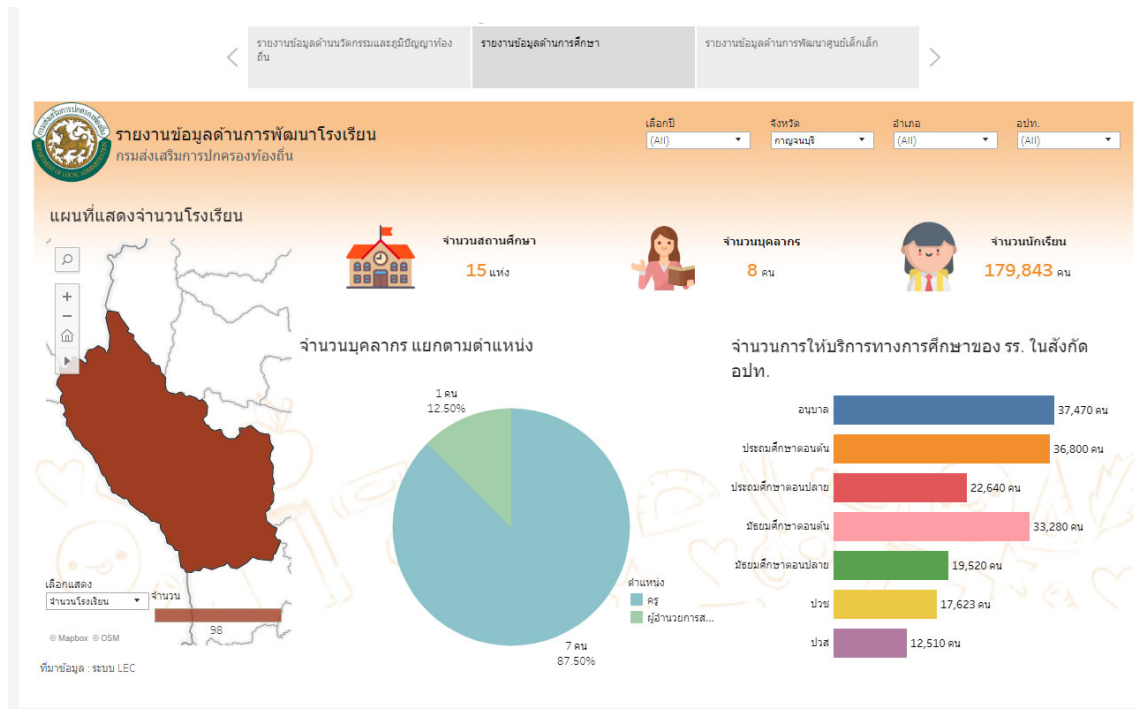 รายงานข้อมูลด้านนวัตกรรมและภูมิปัญญาท้อง
ถิ่น
รายงานข้อมูลด้านการศึกษา
รายงานข้อมูลด้านการพัฒนาศูนย์เด็กเล็ก
รายงานข้อมูลด้านการพัฒนาโรงเรียน
กรมส่งเสริมการปกครองท้องถิ่น
เลือกปี
(All)
จังหวัด
กาญจนบุรี
อำเภอ
(All)
อปท.
(All)
แผนที่แสดงจำนวนโรงเรียน
จำนวนสถานศึกษา
15 แห่ง
จำนวนบุคลากร
8 คน
จำนวนนักเรียน
179,843 คน
จำนวนบุคลากร แยกตามตำแหน่ง
1 คน
12.50%
7 คน
87.50%
ตำแหน่ง
ครู
ผู้อำนวยการส...
จำนวนการให้บริการทางการศึกษาของ รร. ในสังกัด
อปท.
อนุบาล
37,470 คน
ประถมศึกษาตอนต้น
36,800 คน
ประถมศึกษาตอนปลาย
22,640 คน
มัธยมศึกษาตอนต้น
33,280 คน
มัธยมศึกษาตอนปลาย
19,520 คน
ปวช
17,623 คน
ปวส
12,510 คน
เลือกแสดง
จำนวนโรงเรียน
จำนวน
98
© Mapbox © OSM
ที่มาข้อมูล : ระบบ LEC